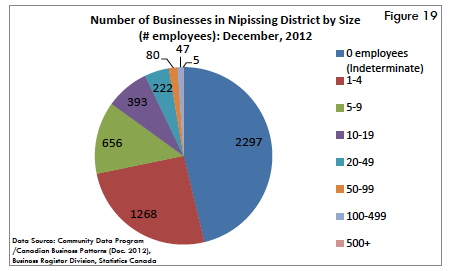 Figure 19
Number of Businesses in Nipissing District by Size
(# employees): December, 2012
47
80
5
222
393
656
2297
1268
0 employees
(Indeterminate)
1-4
5-9
10-19
20-49
50-99
100-499
500+
Data Source: Community Data Program
/Canadian Business Patterns (Dec. 2012),
Business Register Division, Statistics Canada